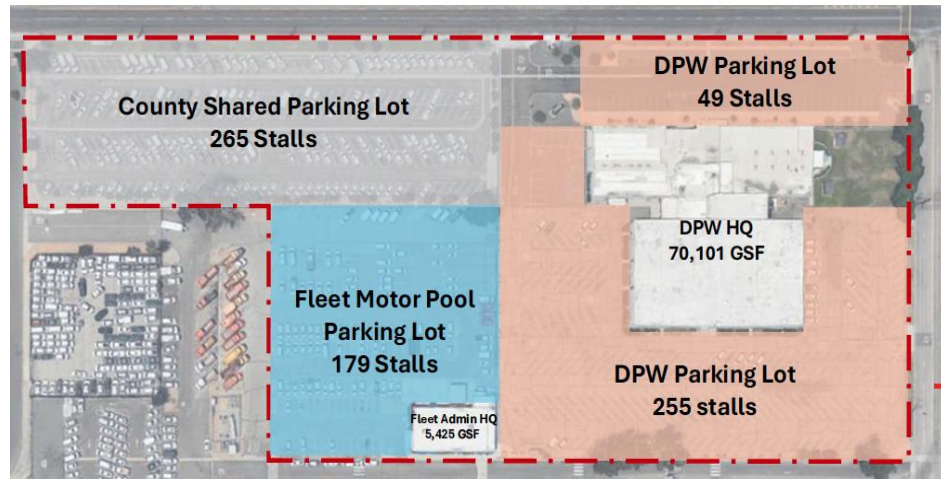 County Shared Parking Lot
265 Stalls
DPW Parking Lot
49 Stalls
DPW HQ
70,101 GSF
Fleet Motor Pool
Parking Lot
179 Stalls
Fleet Admin HQ
5,425 GSF
DPW Parking Lot
255 stalls